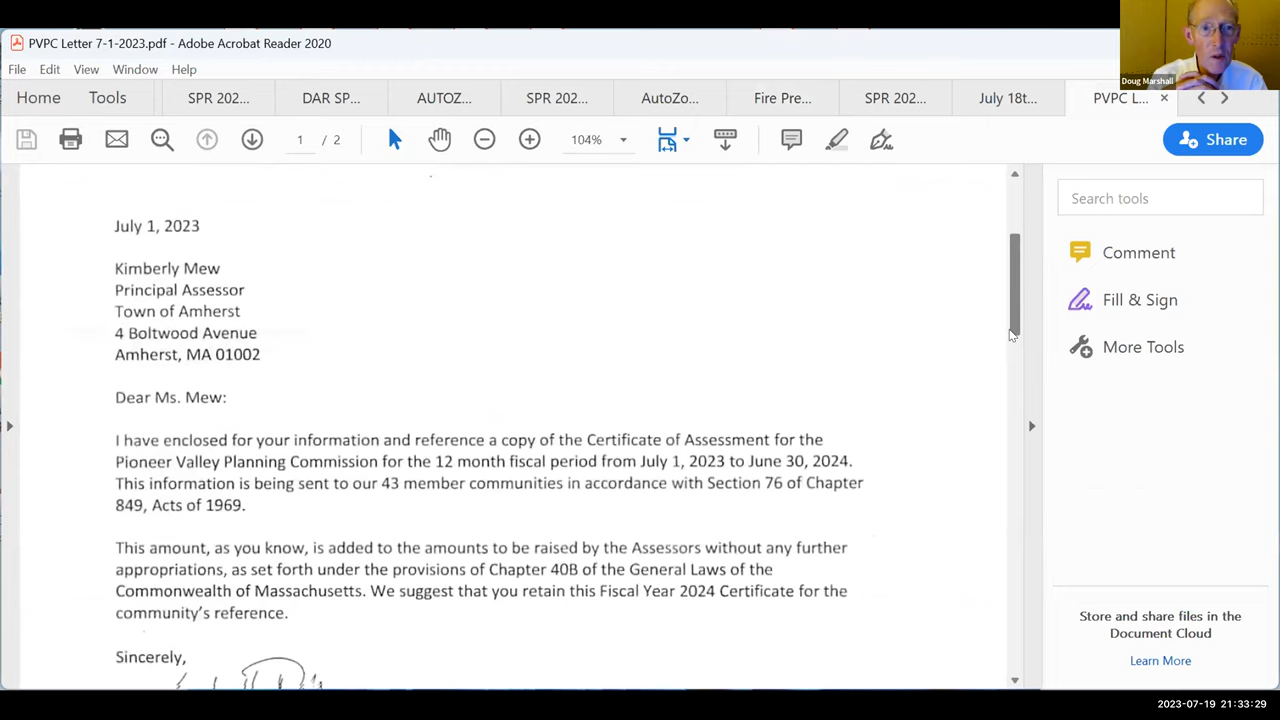 PVPC Letter 7-1-2023.pdf - Adobe Acrobat Reader 2020
Doug Marshall
File Edit View Window Help
Home Tools SPR 202... DAR SP... AUTOZ... SPR 202... AutoZo... Fire Pre... SPR 202... July 18t... PVPC L...
1 / 2 104% Share
July 1, 2023
Kimberly Mew
Principal Assessor
Town of Amherst
4 Boltwood Avenue
Amherst, MA 01002
Dear Ms. Mew:
I have enclosed for your information and reference a copy of the Certificate of Assessment for the
Pioneer Valley Planning Commission for the 12 month fiscal period from July 1, 2023 to June 30, 2024.
This information is being sent to our 43 member communities in accordance with Section 76 of Chapter
849, Acts of 1969.
This amount, as you know, is added to the amounts to be raised by the Assessors without any further
appropriations, as set forth under the provisions of Chapter 40B of the General Laws of the
Commonwealth of Massachusetts. We suggest that you retain this Fiscal Year 2024 Certificate for the
community's reference.
Sincerely,
Search tools
Comment
Fill & Sign
More Tools
Store and share files in the
Document Cloud
Learn More
2023-07-19 21:33:29